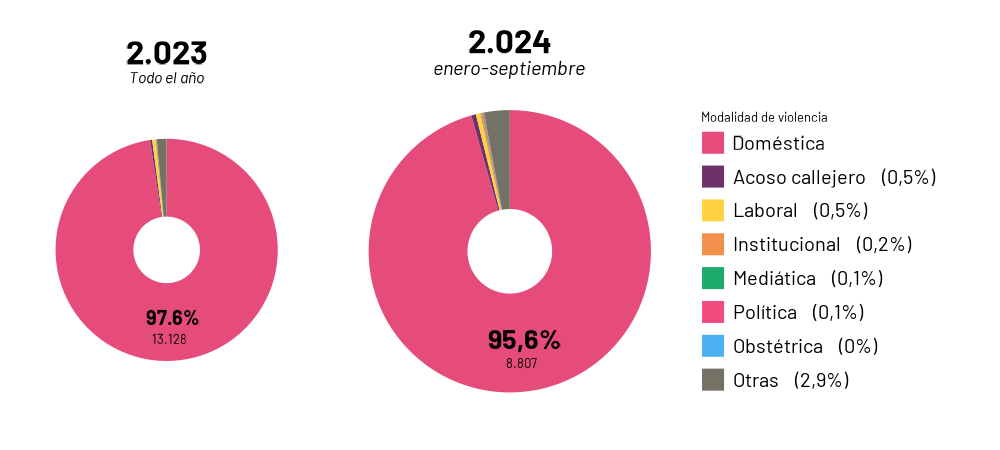 2.023
Todo el año
97.6%
13.128
2.024
enero-septiembre
95,6%
8.807
Modalidad de violencia
Doméstica
Acoso callejero (0,5%)
Laboral (0,5%)
Institucional (0,2%)
Mediática (0,1%)
Política (0,1%)
Obstétrica (0%)
Otras (2,9%)